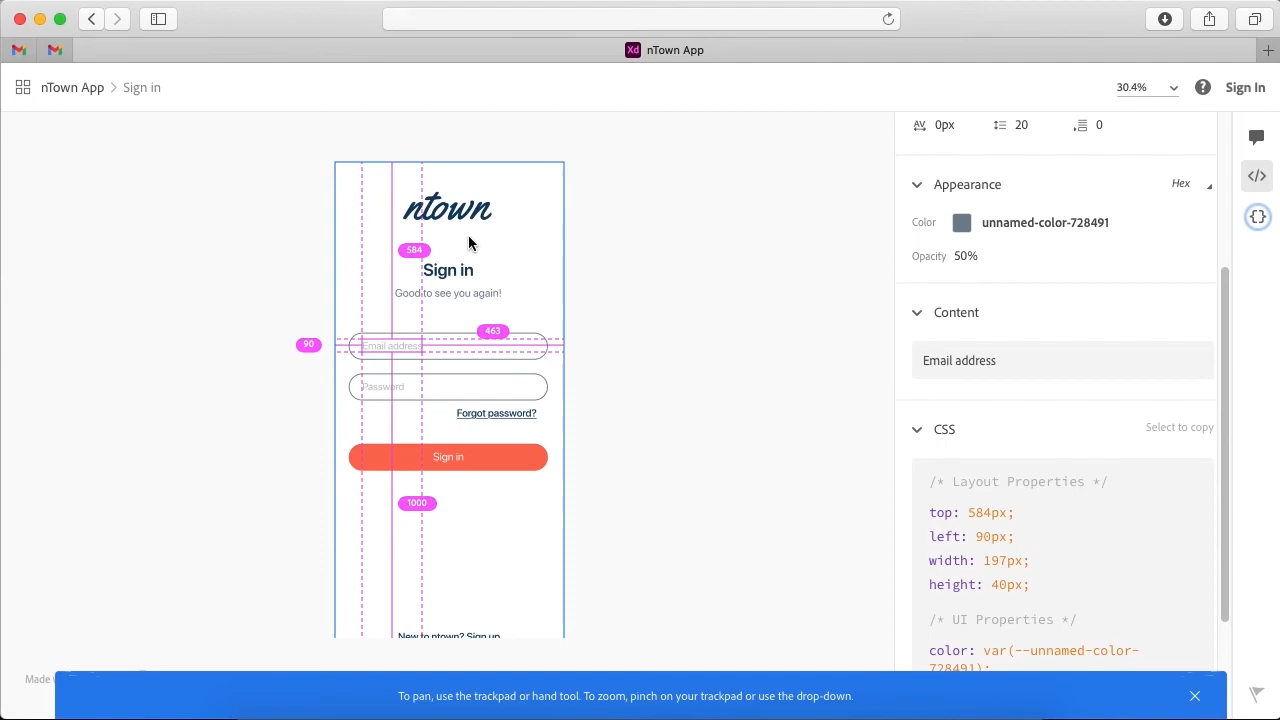 Xd nTown App
nTown App > Sign in
30.4%
Sign In
AV 0px 20 0
ntown
584
Sign in
Good to see you again!
463
90
Email address
Password
Forgot password?
Sign in
1000
New to ntown? Sign up
Appearance
Hex
Color unnamed-color-728491
Opacity 50%
Content
Email address
CSS
Select to copy
/* Layout Properties */
top: 584px;
left: 90px;
width: 197px;
height: 40px;
/* UI Properties */
color: var(--unnamed-color-
728491);
Made
To pan, use the trackpad or hand tool. To zoom, pinch on your trackpad or use the drop-down.